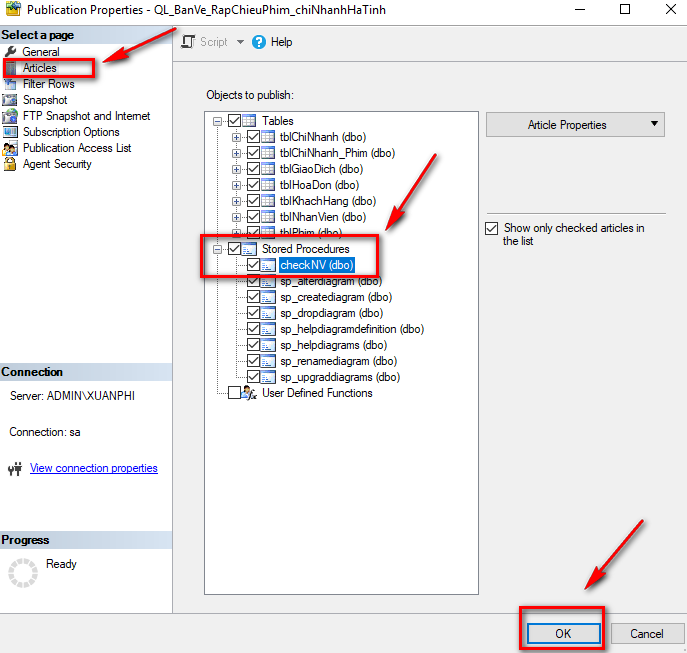 Publication Properties - QL_BanVe_RapChieuPhim_chiNhanhHaTinh
Select a page
General
Articles
Filter Rows
Snapshot
FTP Snapshot and Internet
Subscription Options
Publication Access List
Agent Security
Connection
Server: ADMIN\XUANPHI
Connection: sa
View connection properties
Progress
Ready
Script
Help
Objects to publish:
Tables
tblChiNhanh (dbo)
tblChiNhanh_Phim (dbo)
tblGiaoDich (dbo)
tblHoaDon (dbo)
tblKhachHang (dbo)
tblNhanVien (dbo)
tblPhim (dbo)
Stored Procedures
checkNV (dbo)
sp_alterdiagram (dbo)
sp_creatediagram (dbo)
sp_dropdiagram (dbo)
sp_helpdiagramdefinition (dbo)
sp_helpdiagrams (dbo)
sp_renamediagram (dbo)
sp_upgraddiagrams (dbo)
User Defined Functions
Article Properties
Show only checked articles in
the list
OK
Cancel